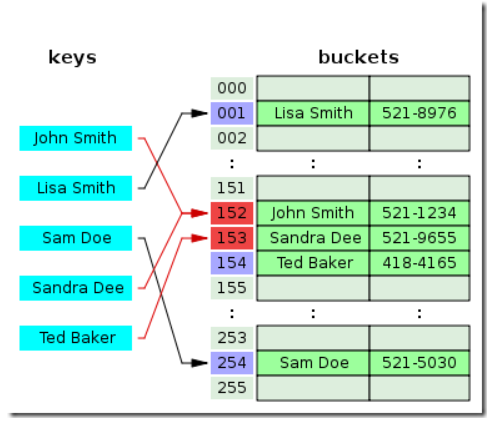 keys
buckets
000
001 Lisa Smith 521-8976
John Smith
002
:
:
:
Lisa Smith
151
152 John Smith 521-1234
Sam Doe
153 Sandra Dee 521-9655
154 Ted Baker 418-4165
Sandra Dee
155
:
:
:
Ted Baker
253
254 Sam Doe 521-5030
255